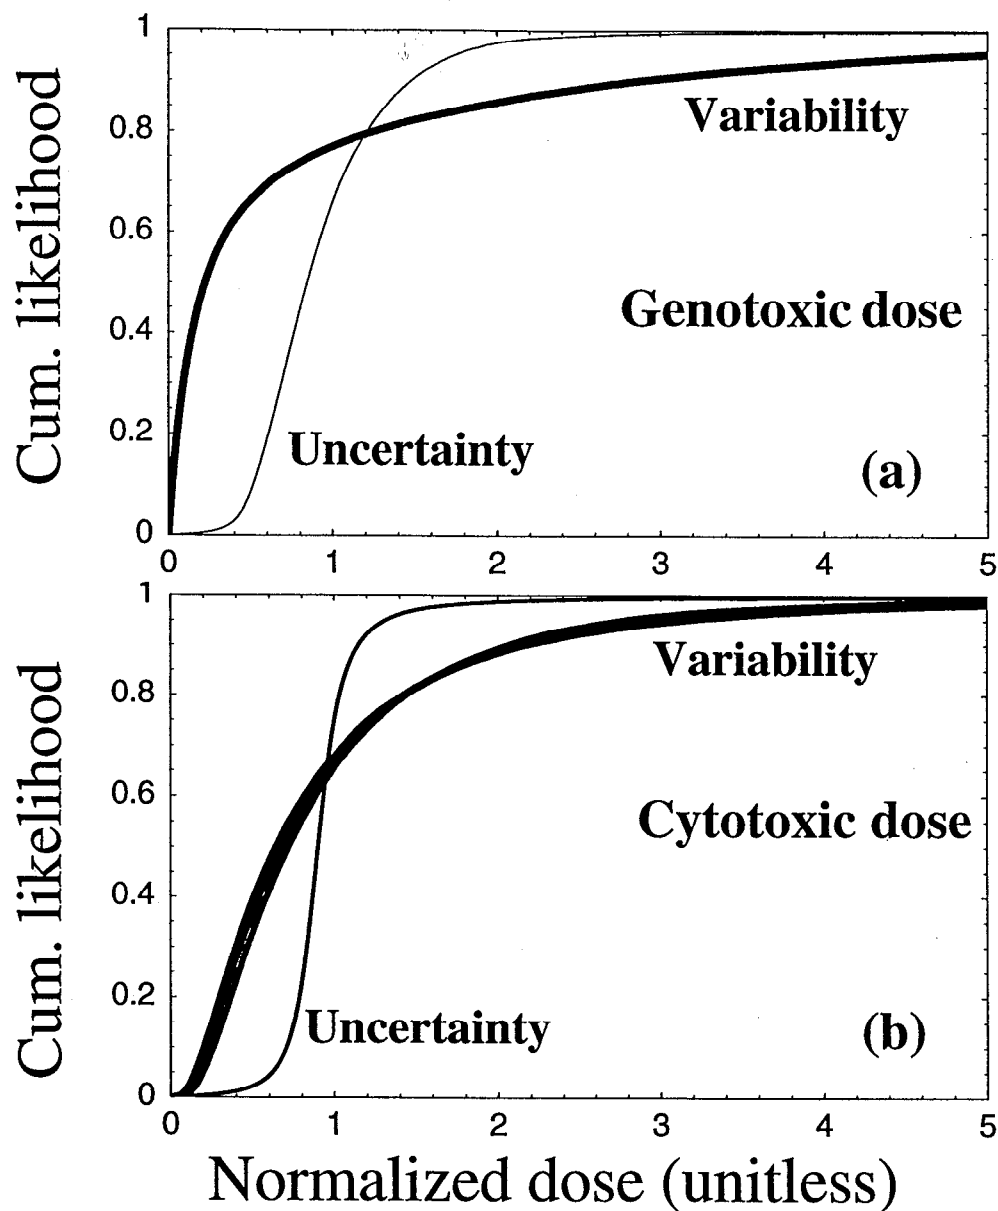 1
0.8
0.6
0.4
0.2
0
Cum. likelihood
Variability
Genotoxic dose
Uncertainty
(a)
0 1 2 3 4 5
1
0.8
0.6
0.4
0.2
0
Cum. likelihood
Variability
Cytotoxic dose
Uncertainty
(b)
0 1 2 3 4 5
Normalized dose (unitless)